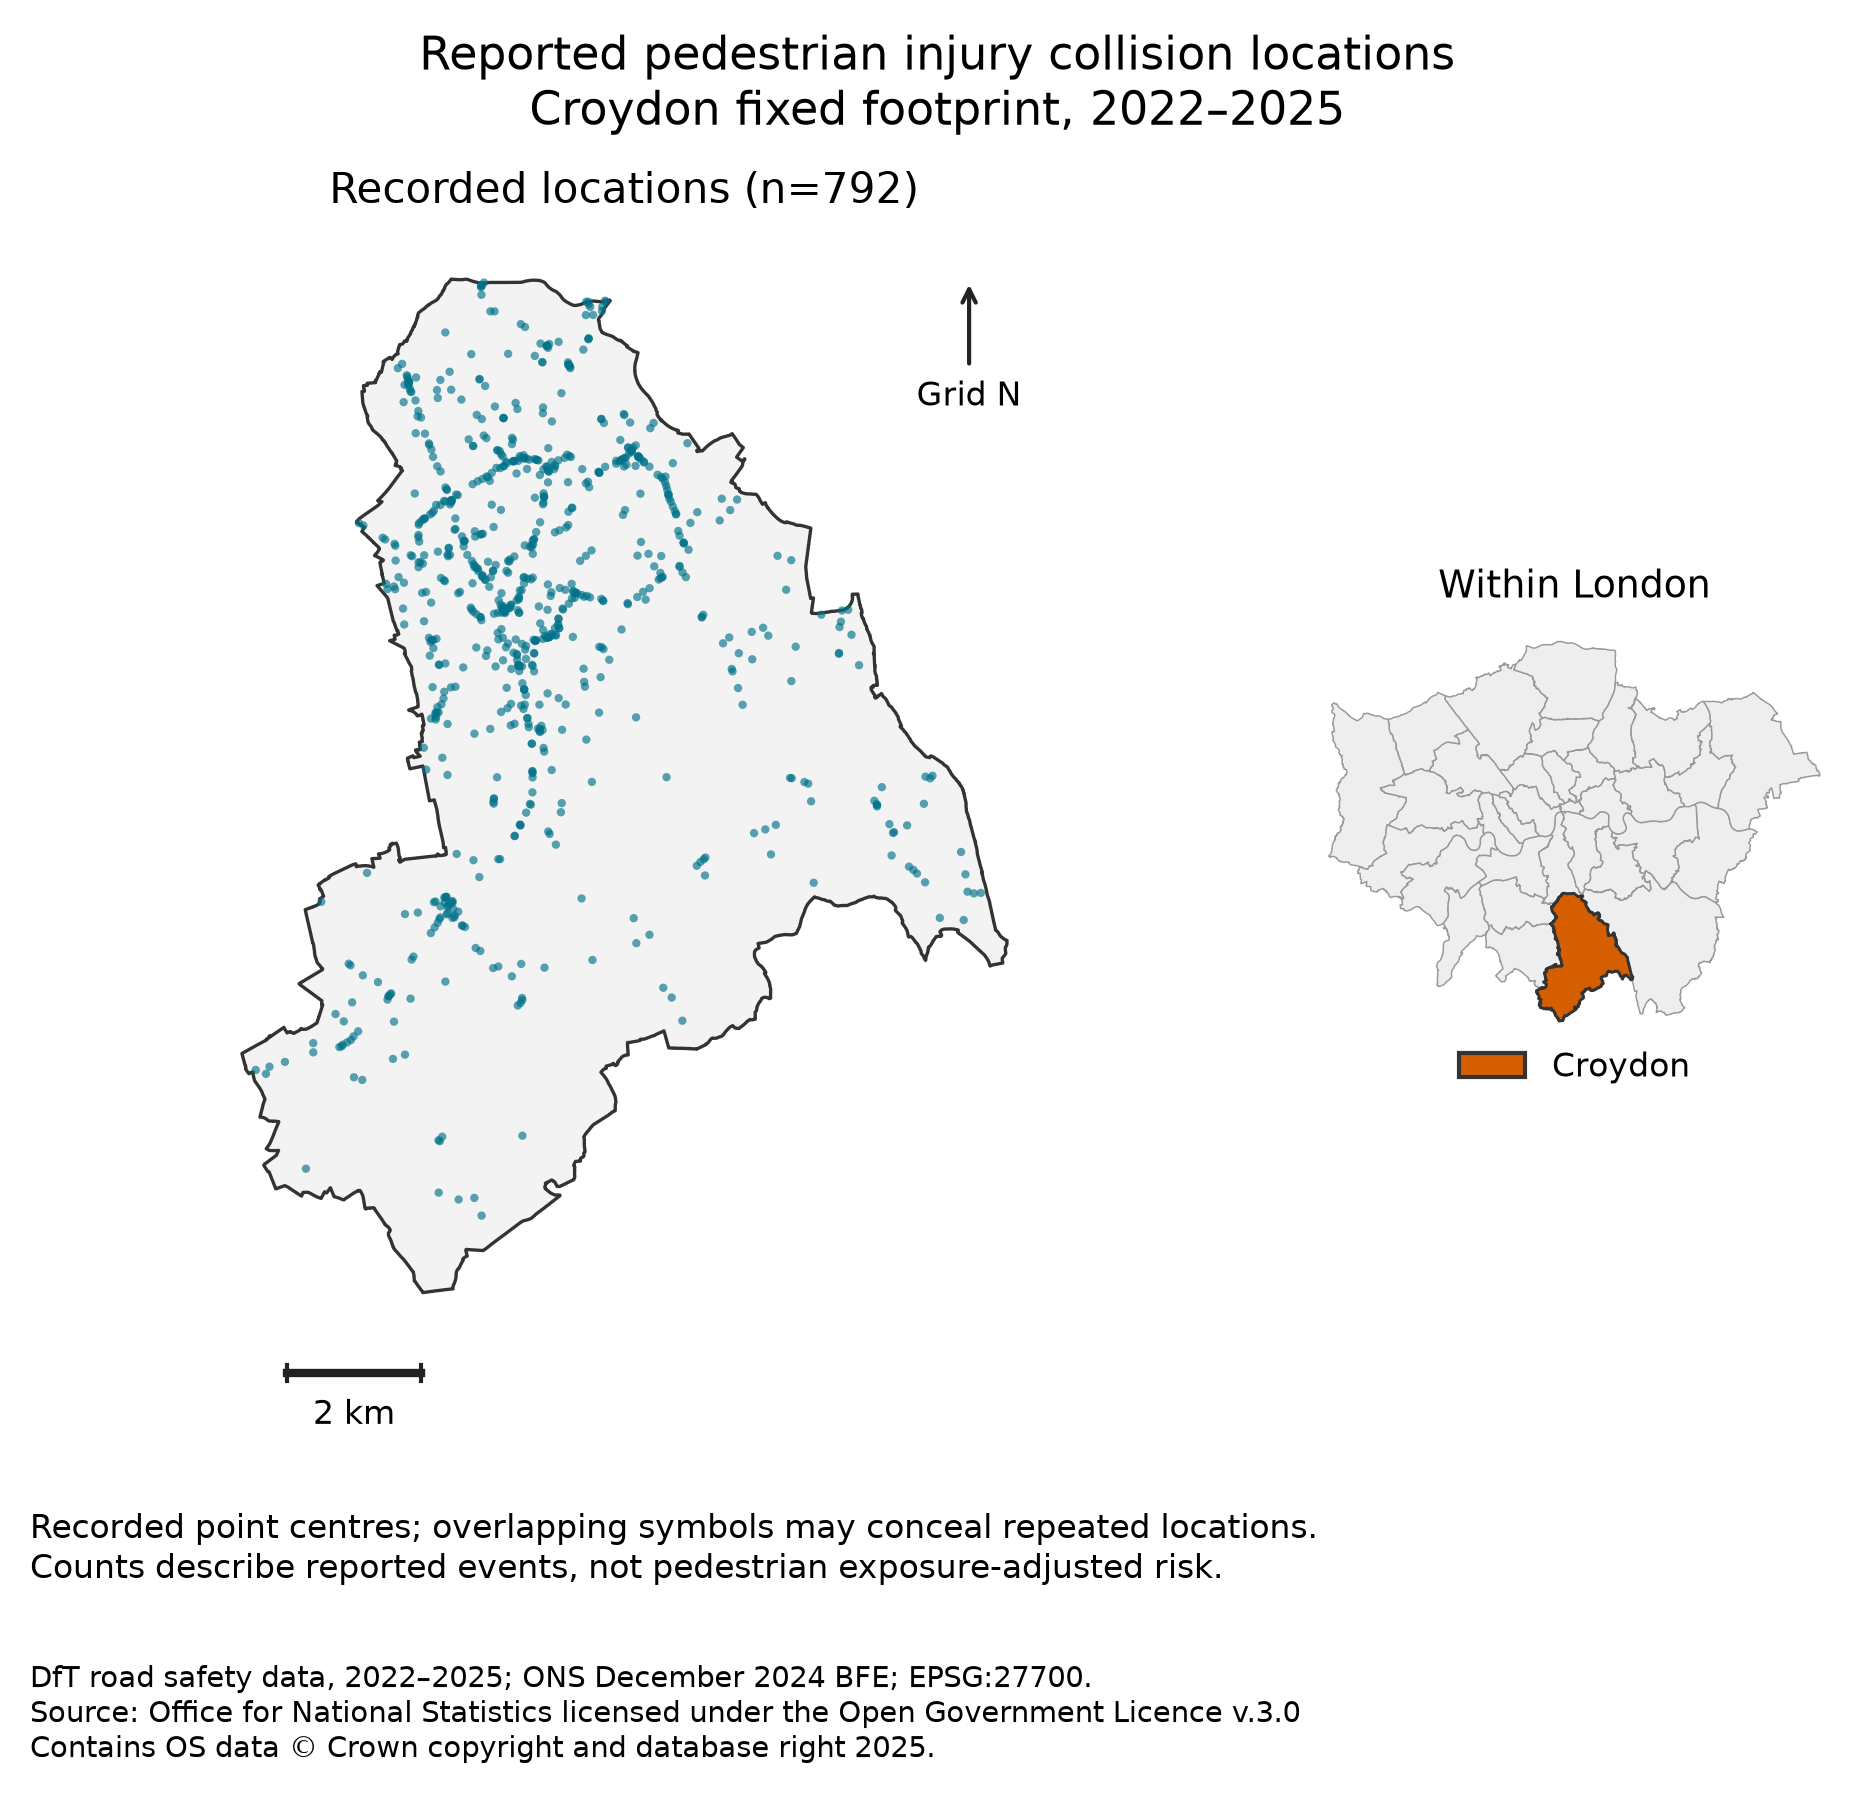 Reported pedestrian injury collision locations
Croydon fixed footprint, 2022–2025
Recorded locations (n=792)
Grid N
Within London
Croydon
2 km
Recorded point centres; overlapping symbols may conceal repeated locations.
Counts describe reported events, not pedestrian exposure-adjusted risk.
DfT road safety data, 2022–2025; ONS December 2024 BFE; EPSG:27700.
Source: Office for National Statistics licensed under the Open Government Licence v.3.0
Contains OS data © Crown copyright and database right 2025.